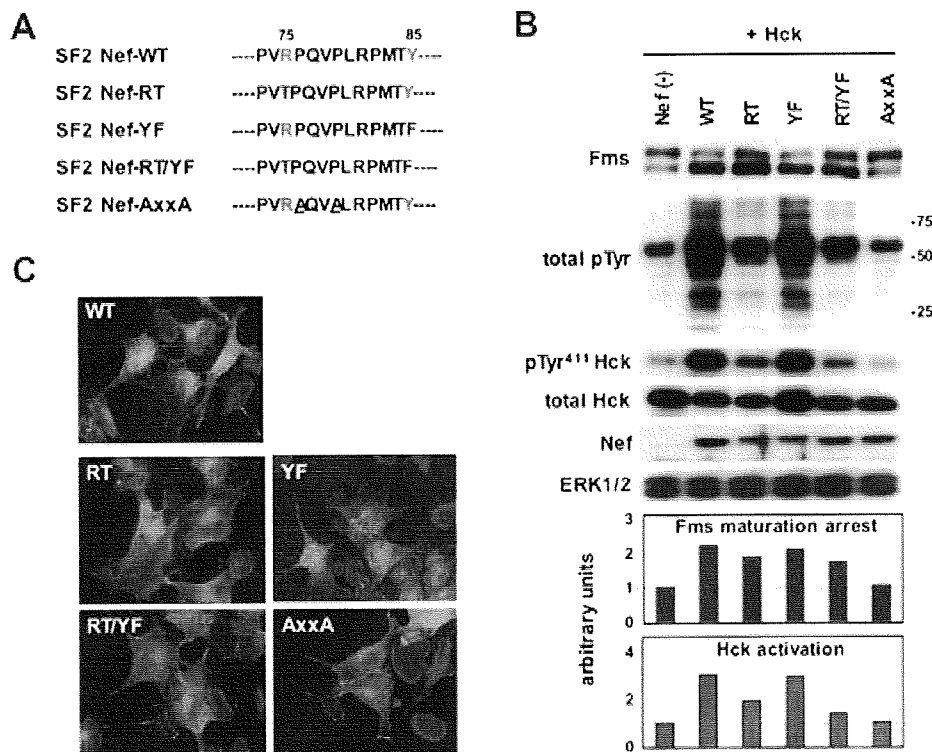 A
75 85
SF2 Nef-WT ----PVRPQVPLRPMTY----
SF2 Nef-RT ----PVTPQVPLRPMTY----
SF2 Nef-YF ----PVRPQVPLRPMTF----
SF2 Nef-RT/YF ----PVTPQVPLRPMTF----
SF2 Nef-AxxA ----PVRAQVALRPMTY----
B
+ Hck
Nef (-) WT RT YF RT/YF AxxA
Fms
total pTyr
-75
-50
-25
pTyr⁴¹¹ Hck
total Hck
Nef
ERK1/2
arbitrary units
Fms maturation arrest
3
2
1
0
Hck activation
4
2
0
C
WT
RT
YF
RT/YF
AxxA